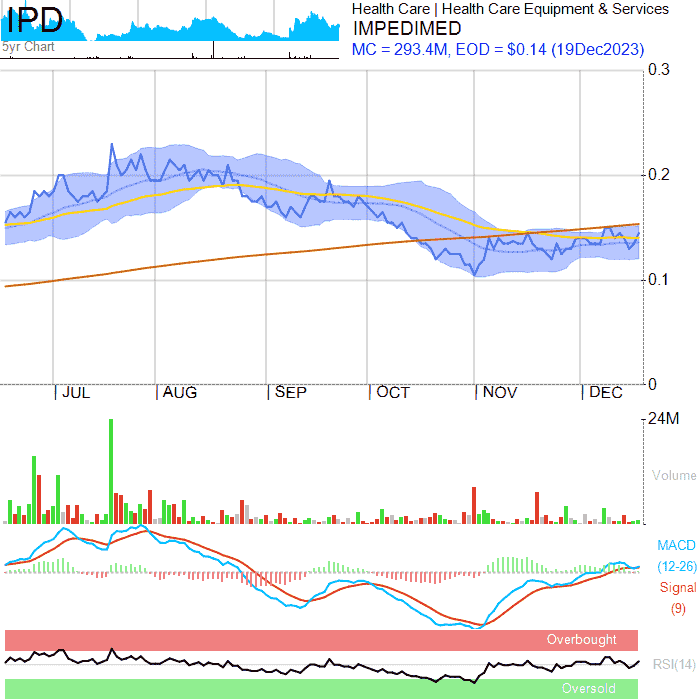 IPD
5yr Chart
Health Care | Health Care Equipment & Services
IMPEDIMED
MC = 293.4M, EOD = $0.14 (19Dec2023)
0.3
0.2
0.1
0
JUL AUG SEP OCT NOV DEC
24M
Volume
MACD
(12-26)
Signal
(9)
Overbought
RSI(14)
Oversold